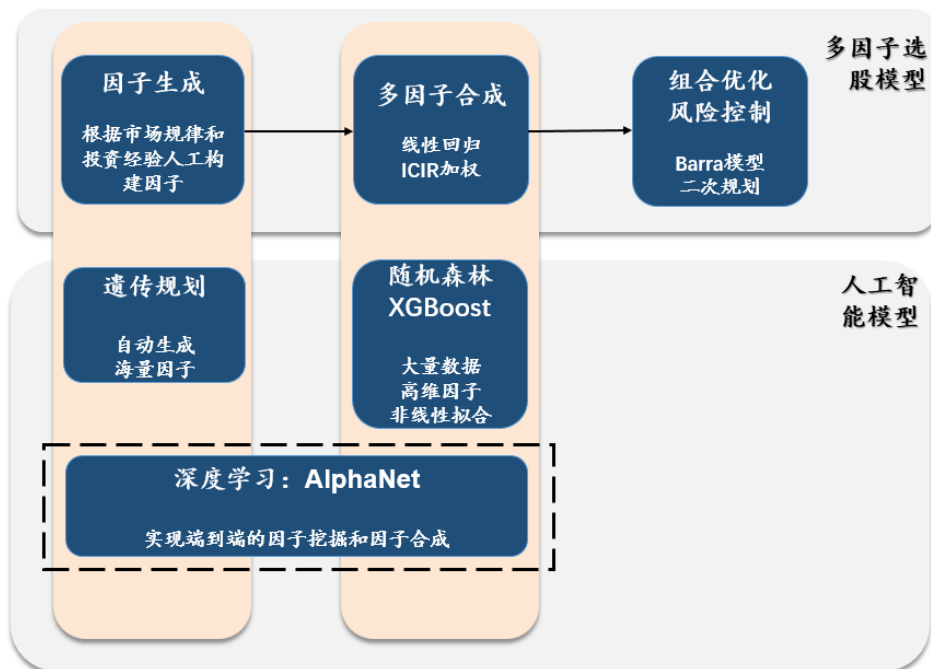 多因子选
股模型
因子生成
根据市场规律和
投资经验人工构
建因子
多因子合成
线性回归
ICIR加权
组合优化
风险控制
Barra模型
二次规划
人工智
能模型
遗传规划
自动生成
海量因子
随机森林
XGBoost
大量数据
高维因子
非线性拟合
深度学习：AlphaNet
实现端到端的因子挖掘和因子合成